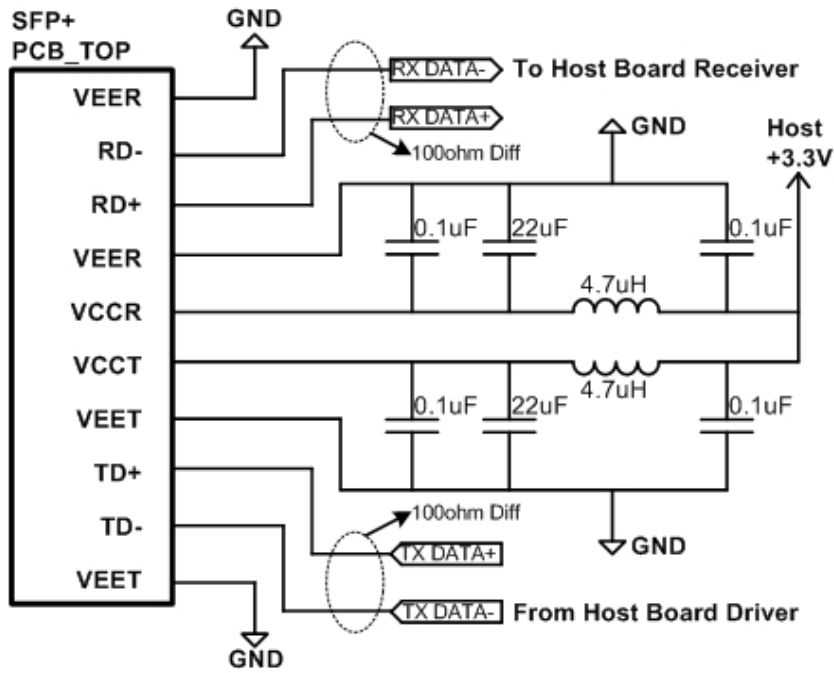 SFP+
PCB_TOP
GND
VEER
RD-
RD+
VEER
VCCR
VCCT
VEET
TD+
TD-
VEET
RX DATA-
To Host Board Receiver
RX DATA+
100ohm Diff
GND
Host
+3.3V
0.1uF
22uF
0.1uF
4.7uH
4.7uH
0.1uF
22uF
0.1uF
100ohm Diff
TX DATA+
GND
TX DATA-
From Host Board Driver
GND